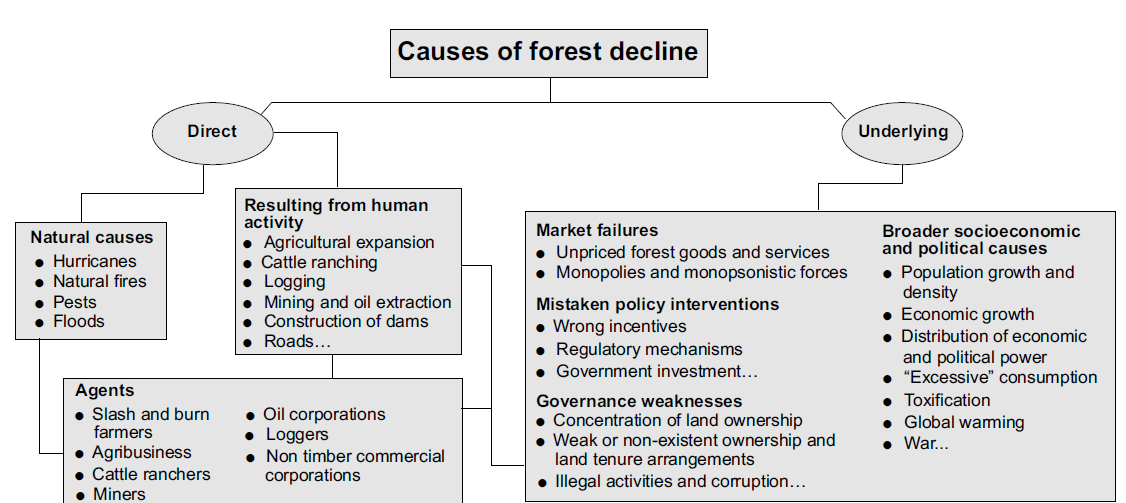 Causes of forest decline
Direct
Underlying
Natural causes
● Hurricanes
● Natural fires
● Pests
● Floods
Resulting from human
activity
● Agricultural expansion
● Cattle ranching
● Logging
● Mining and oil extraction
● Construction of dams
● Roads…
Agents
● Slash and burn
farmers
● Agribusiness
● Cattle ranchers
● Miners
● Oil corporations
● Loggers
● Non timber commercial
corporations
Market failures
● Unpriced forest goods and services
● Monopolies and monopsonistic forces
Mistaken policy interventions
● Wrong incentives
● Regulatory mechanisms
● Government investment…
Governance weaknesses
● Concentration of land ownership
● Weak or non-existent ownership and
land tenure arrangements
● Illegal activities and corruption…
Broader socioeconomic
and political causes
● Population growth and
density
● Economic growth
● Distribution of economic
and political power
● “Excessive” consumption
● Toxification
● Global warming
● War...